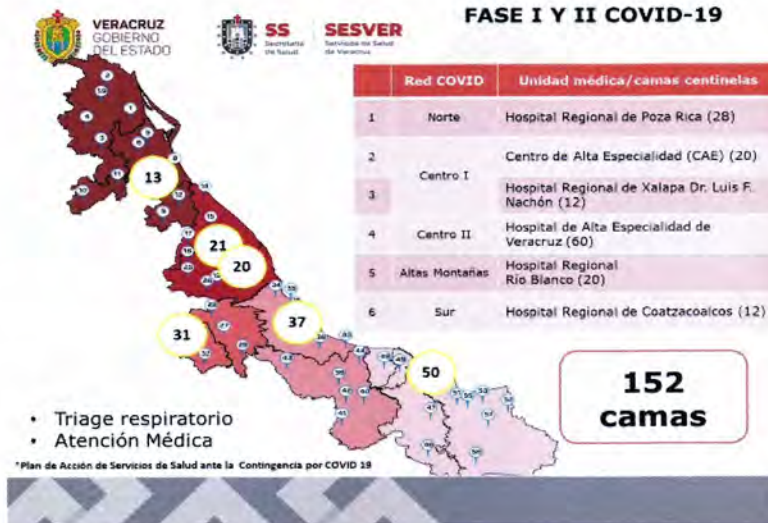 VERACRUZ
GOBIERNO
DEL ESTADO
SS
Secretaría
de Salud
SESVER
Servicios de Salud
de Veracruz
FASE I Y II COVID-19
Red COVID Unidad médica/camas centinelas
1 Norte Hospital Regional de Poza Rica (28)
2 Centro I Centro de Alta Especialidad (CAE) (20)
3 Hospital Regional de Xalapa Dr. Luis F.
Nachón (12)
4 Centro II Hospital de Alta Especialidad de
Veracruz (60)
5 Altas Montañas Hospital Regional
Río Blanco (20)
6 Sur Hospital Regional de Coatzacoalcos (12)
13
21
20
37
31
50
152
camas
• Triage respiratorio
• Atención Médica
*Plan de Acción de Servicios de Salud ante la Contingencia por COVID 19